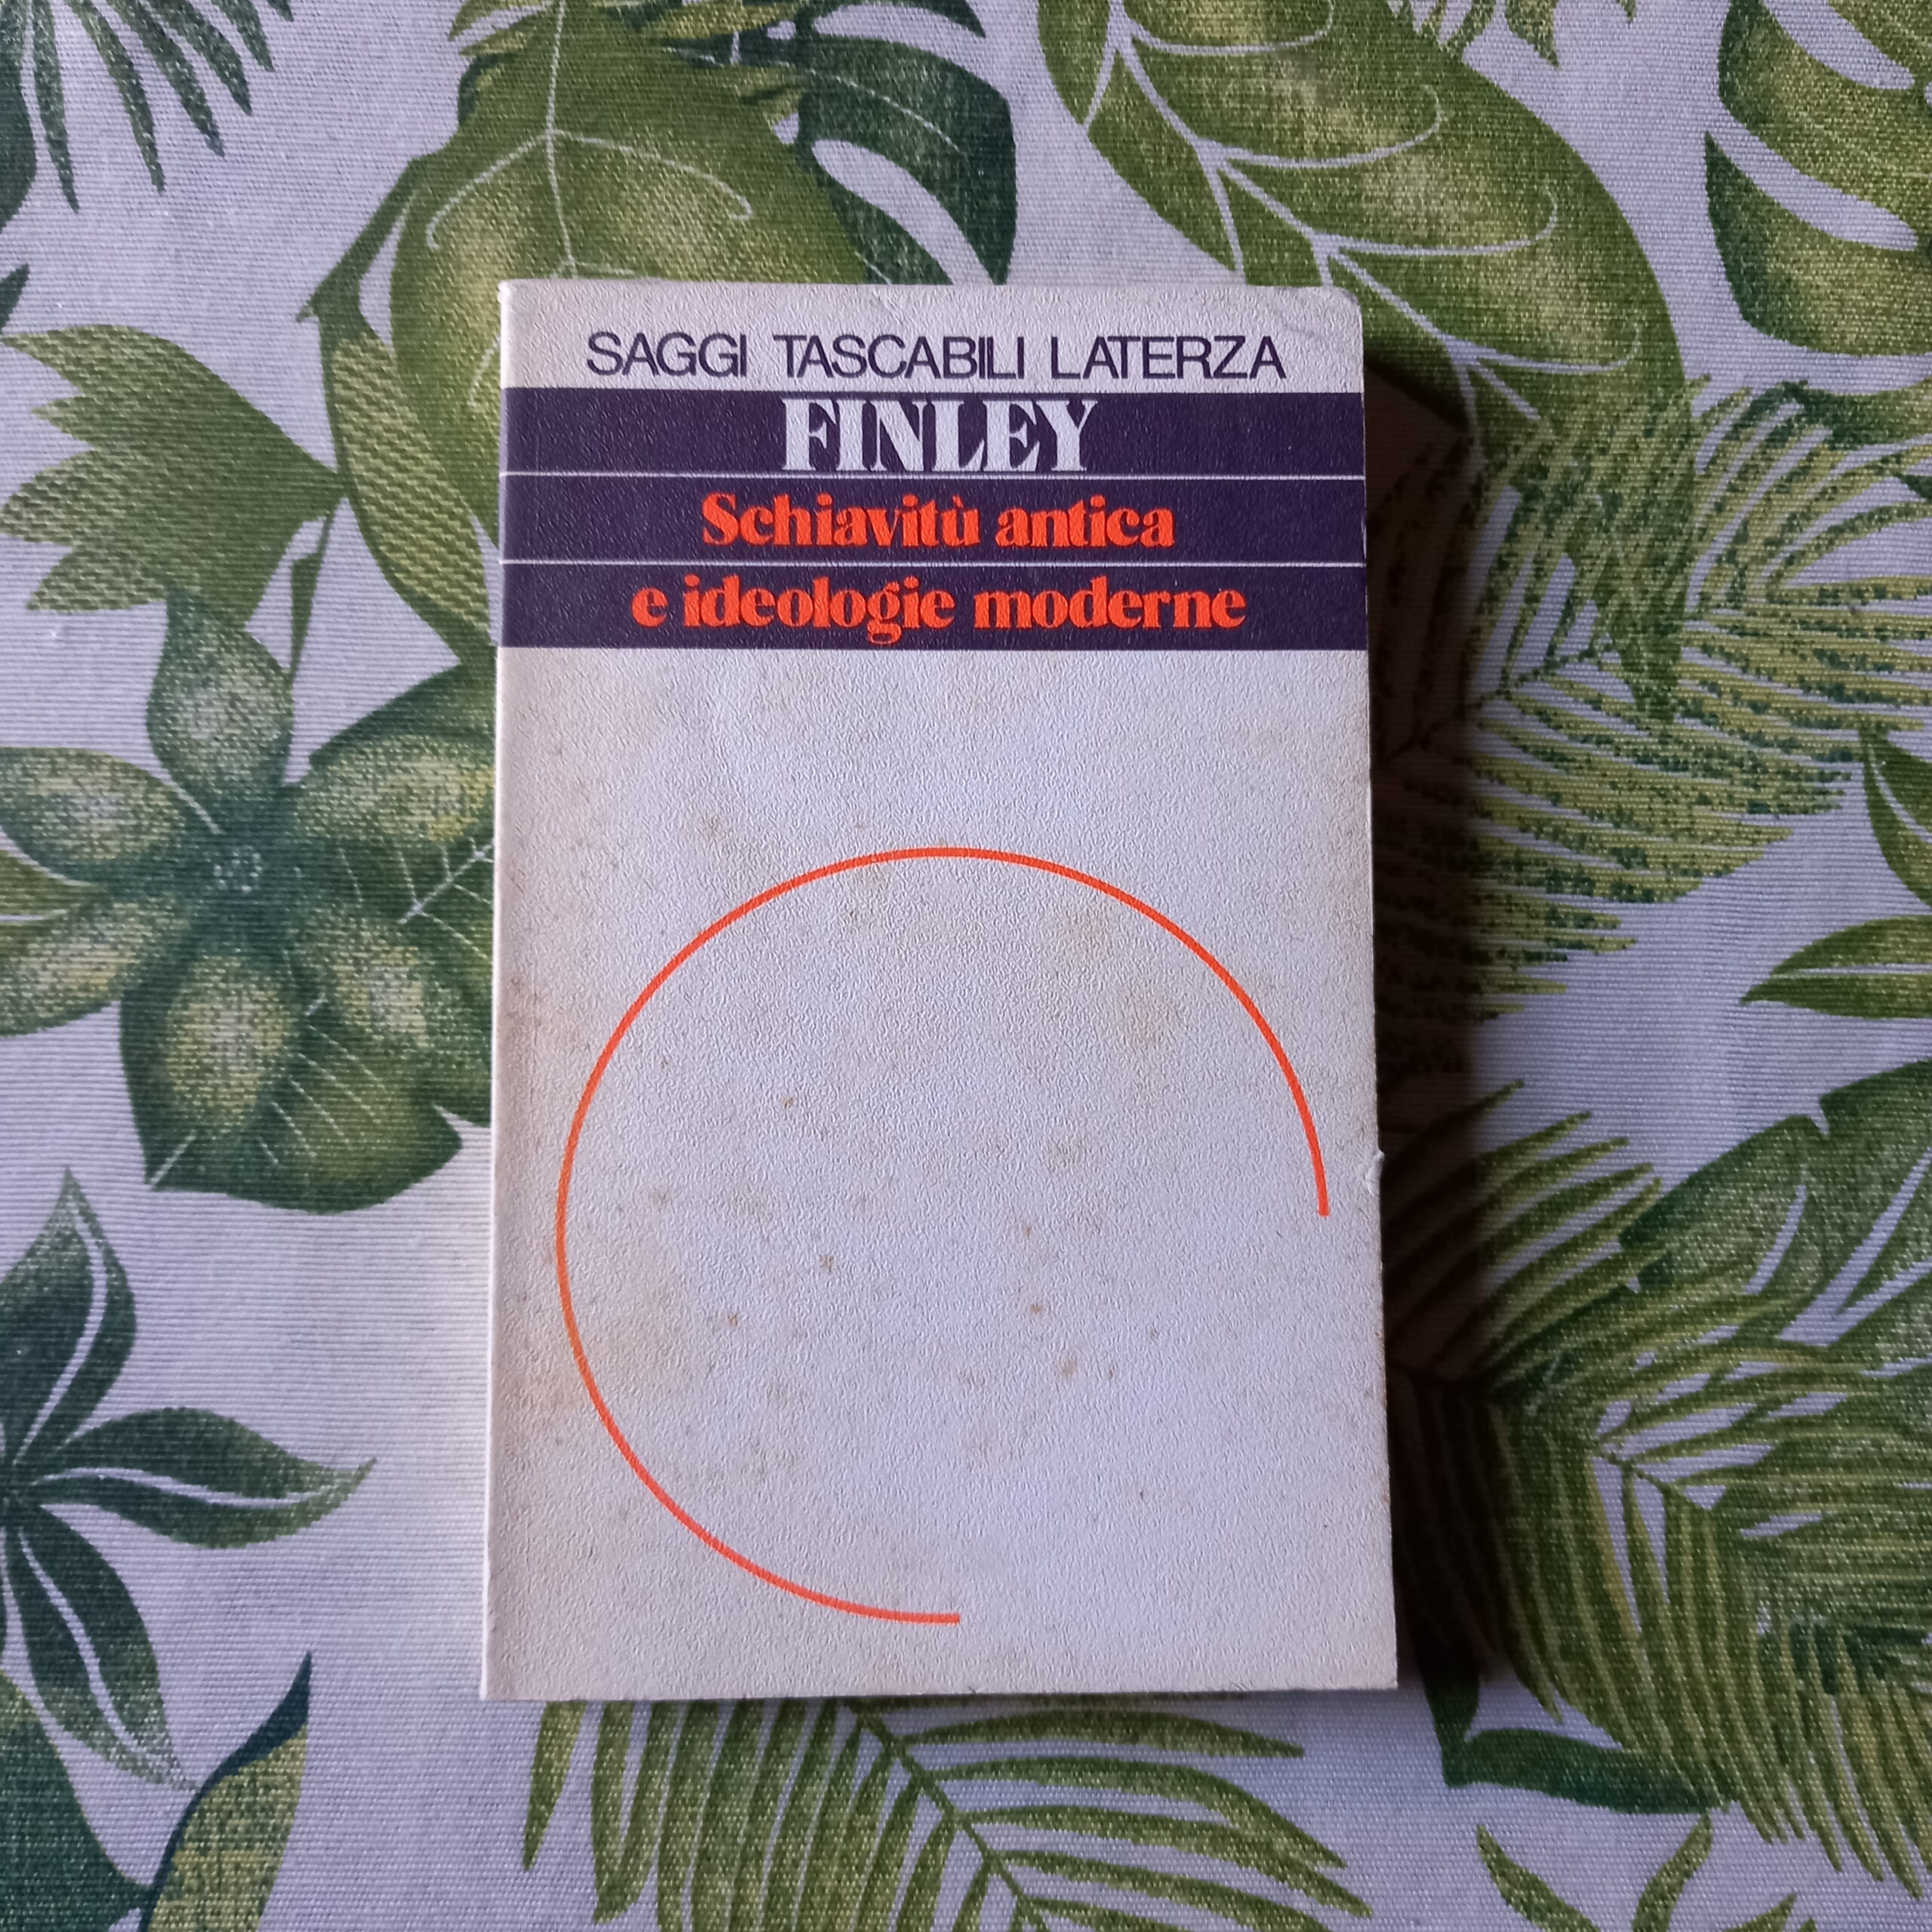 SAGGI TASCABILI LATERZA
FINLEY
Schiavitù antica
e ideologie moderne